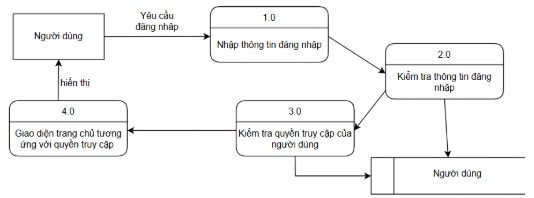 Người dùng
Yêu cầu
đăng nhập
1.0
Nhập thông tin đăng nhập
2.0
Kiểm tra thông tin đăng
nhập
hiển thị
4.0
Giao diện trang chủ tương
ứng với quyền truy cập
3.0
Kiểm tra quyền truy cập của
người dùng
Người dùng